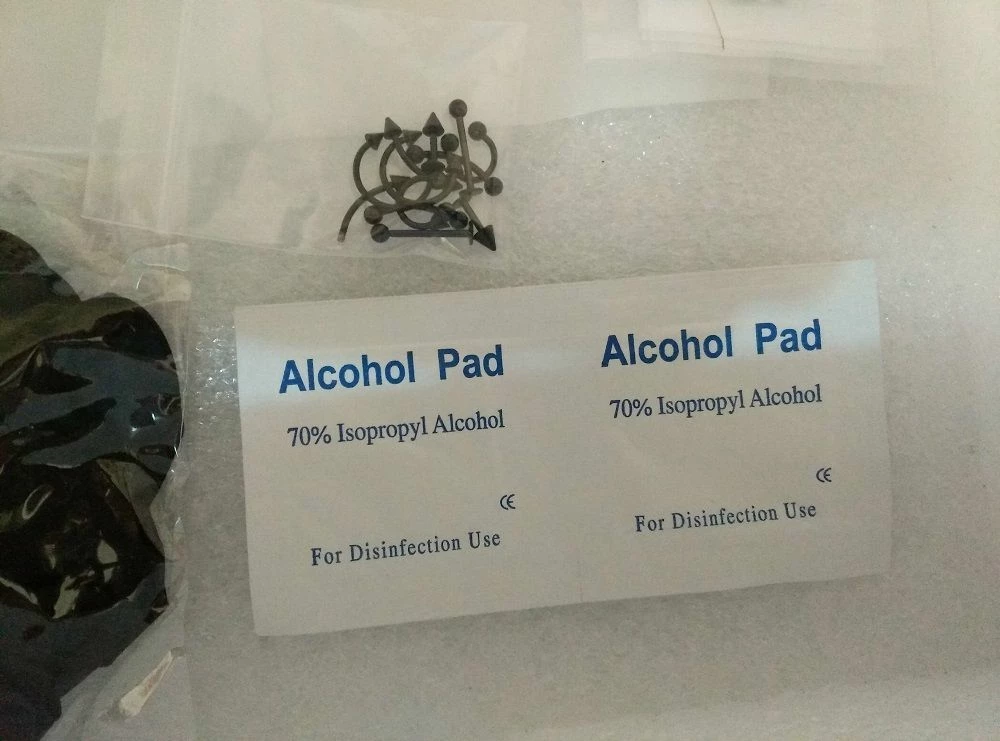 Alcohol Pad
70% Isopropyl Alcohol
CE
For Disinfection Use
Alcohol Pad
70% Isopropyl Alcohol
CE
For Disinfection Use